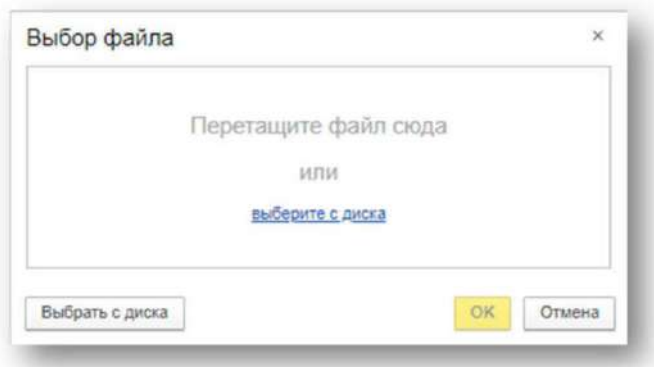 Выбор файла
Перетащите файл сюда
или
выберите с диска
Выбрать с диска
OK
Отмена